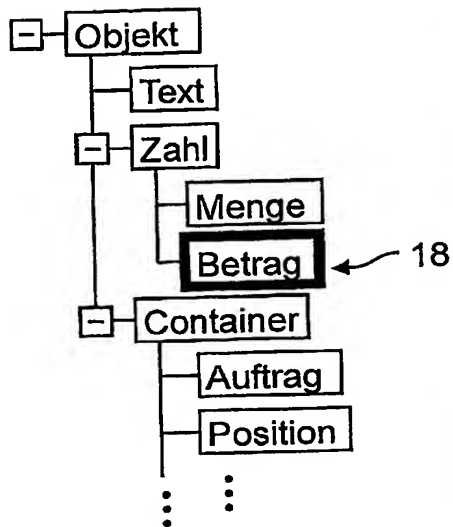 Objekt
Text
Zahl
Menge
Betrag 18
Container
Auftrag
Position